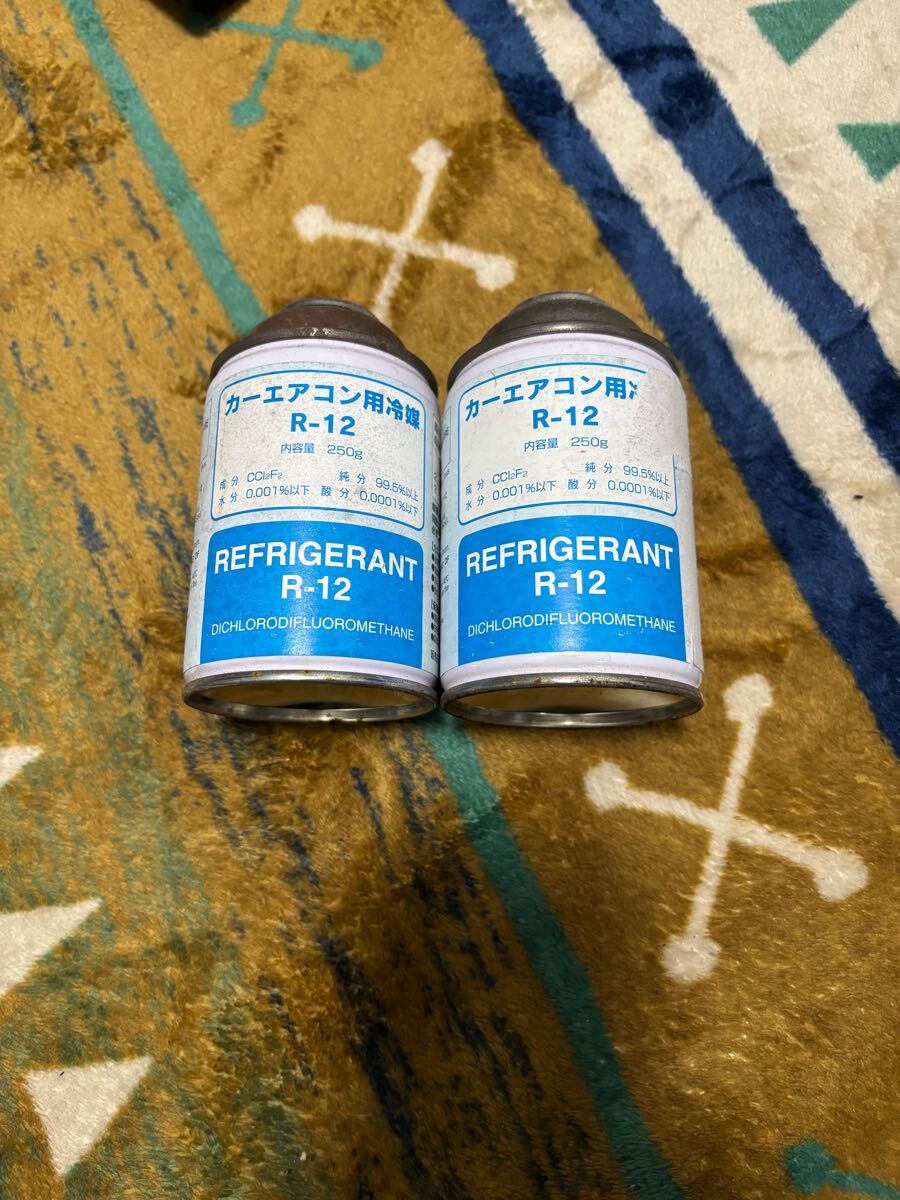 カーエアコン用冷媒
R-12
内容量 250g
成分 CCl₂F₂ 純分 99.5%以上
水分 0.001%以下 酸分 0.0001%以下
REFRIGERANT
R-12
DICHLORODIFLUOROMETHANE
カーエアコン用
R-12
内容量 250g
成分 CCl₂F₂ 純分 99.5%以上
水分 0.001%以下 酸分 0.0001%以下
REFRIGERANT
R-12
DICHLORODIFLUOROMETHANE